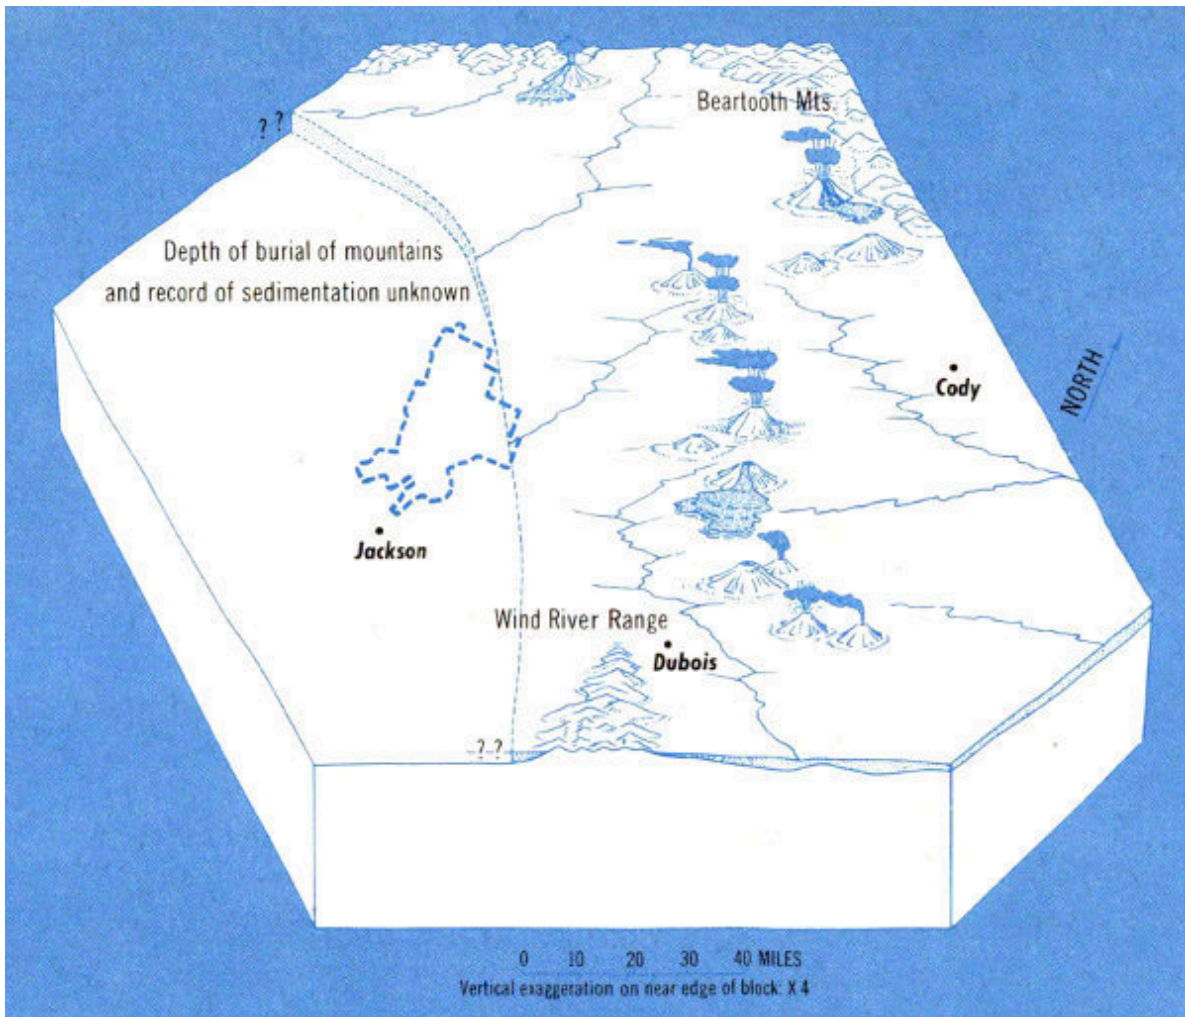 Beartooth Mts.
? ?
Depth of burial of mountains
and record of sedimentation unknown
NORTH
Cody
Jackson
Wind River Range
Dubois
? ?
0 10 20 30 40 MILES
Vertical exaggeration on near edge of block: X 4